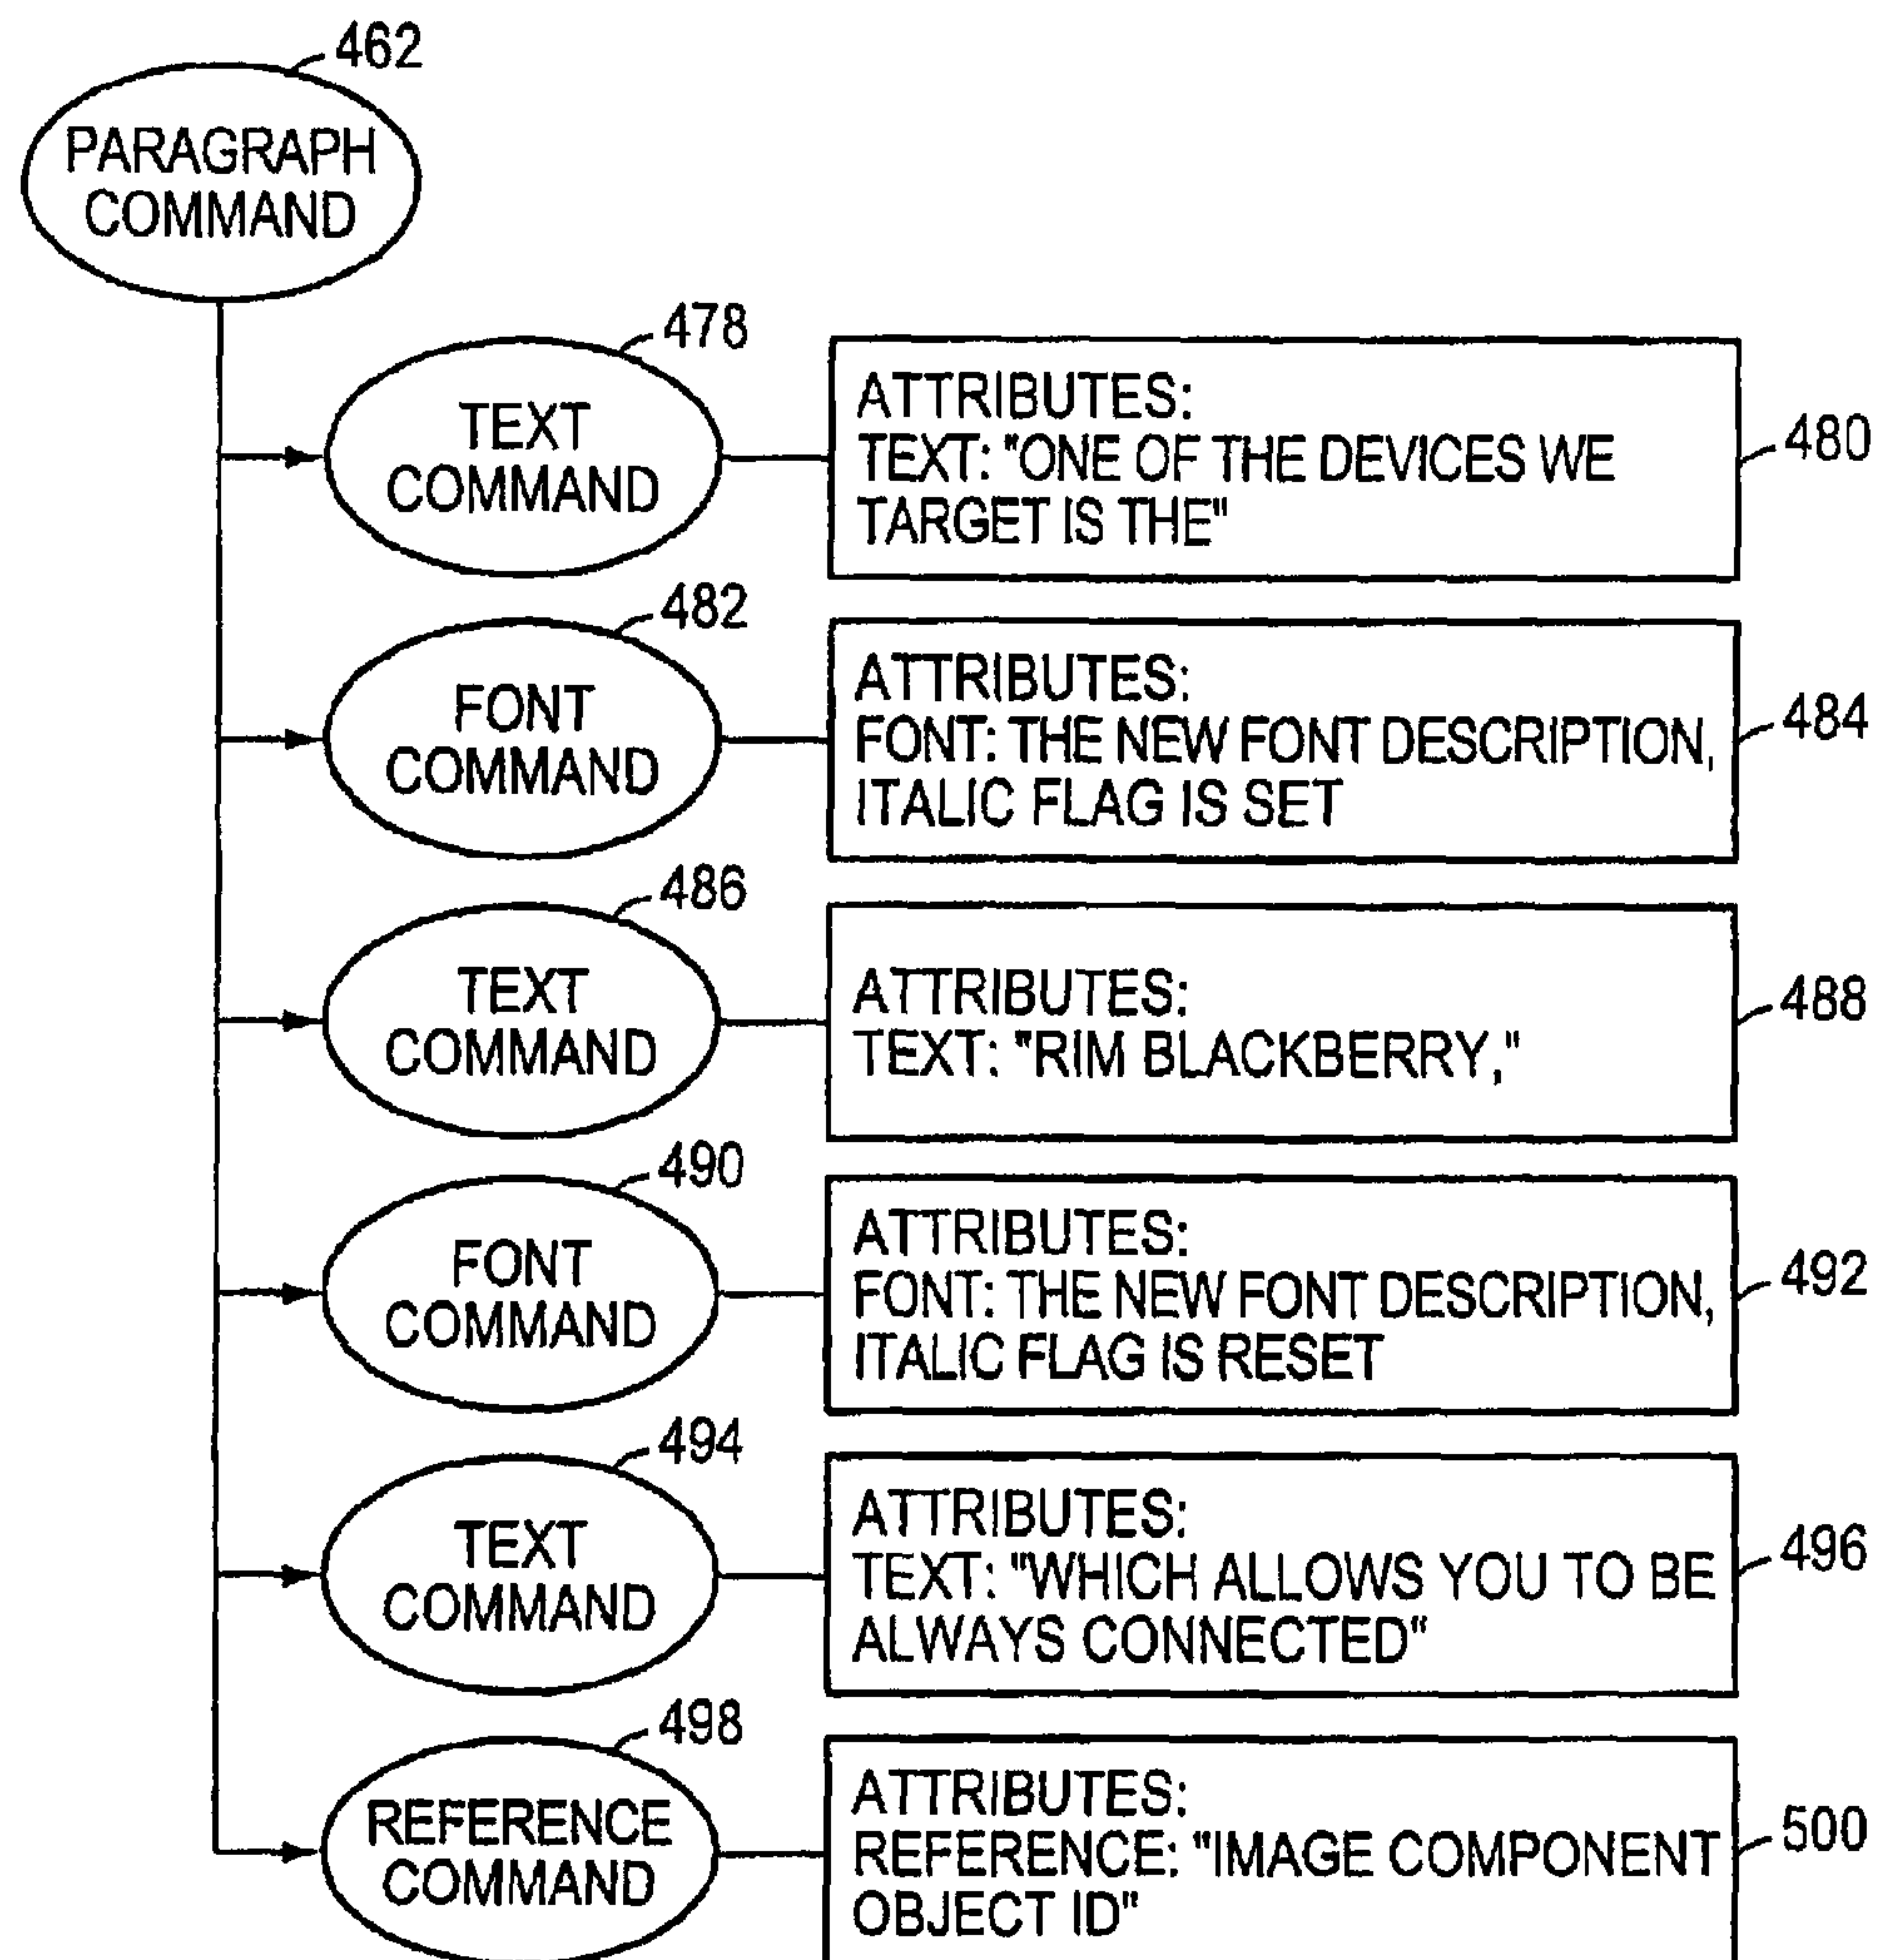 462
PARAGRAPH
COMMAND
478
TEXT
COMMAND
ATTRIBUTES:
TEXT: "ONE OF THE DEVICES WE
TARGET IS THE"
480
482
FONT
COMMAND
ATTRIBUTES:
FONT: THE NEW FONT DESCRIPTION,
ITALIC FLAG IS SET
484
486
TEXT
COMMAND
ATTRIBUTES:
TEXT: "RIM BLACKBERRY,"
488
490
FONT
COMMAND
ATTRIBUTES:
FONT: THE NEW FONT DESCRIPTION,
ITALIC FLAG IS RESET
492
494
TEXT
COMMAND
ATTRIBUTES:
TEXT: "WHICH ALLOWS YOU TO BE
ALWAYS CONNECTED"
496
498
REFERENCE
COMMAND
ATTRIBUTES:
REFERENCE: "IMAGE COMPONENT
OBJECT ID"
500